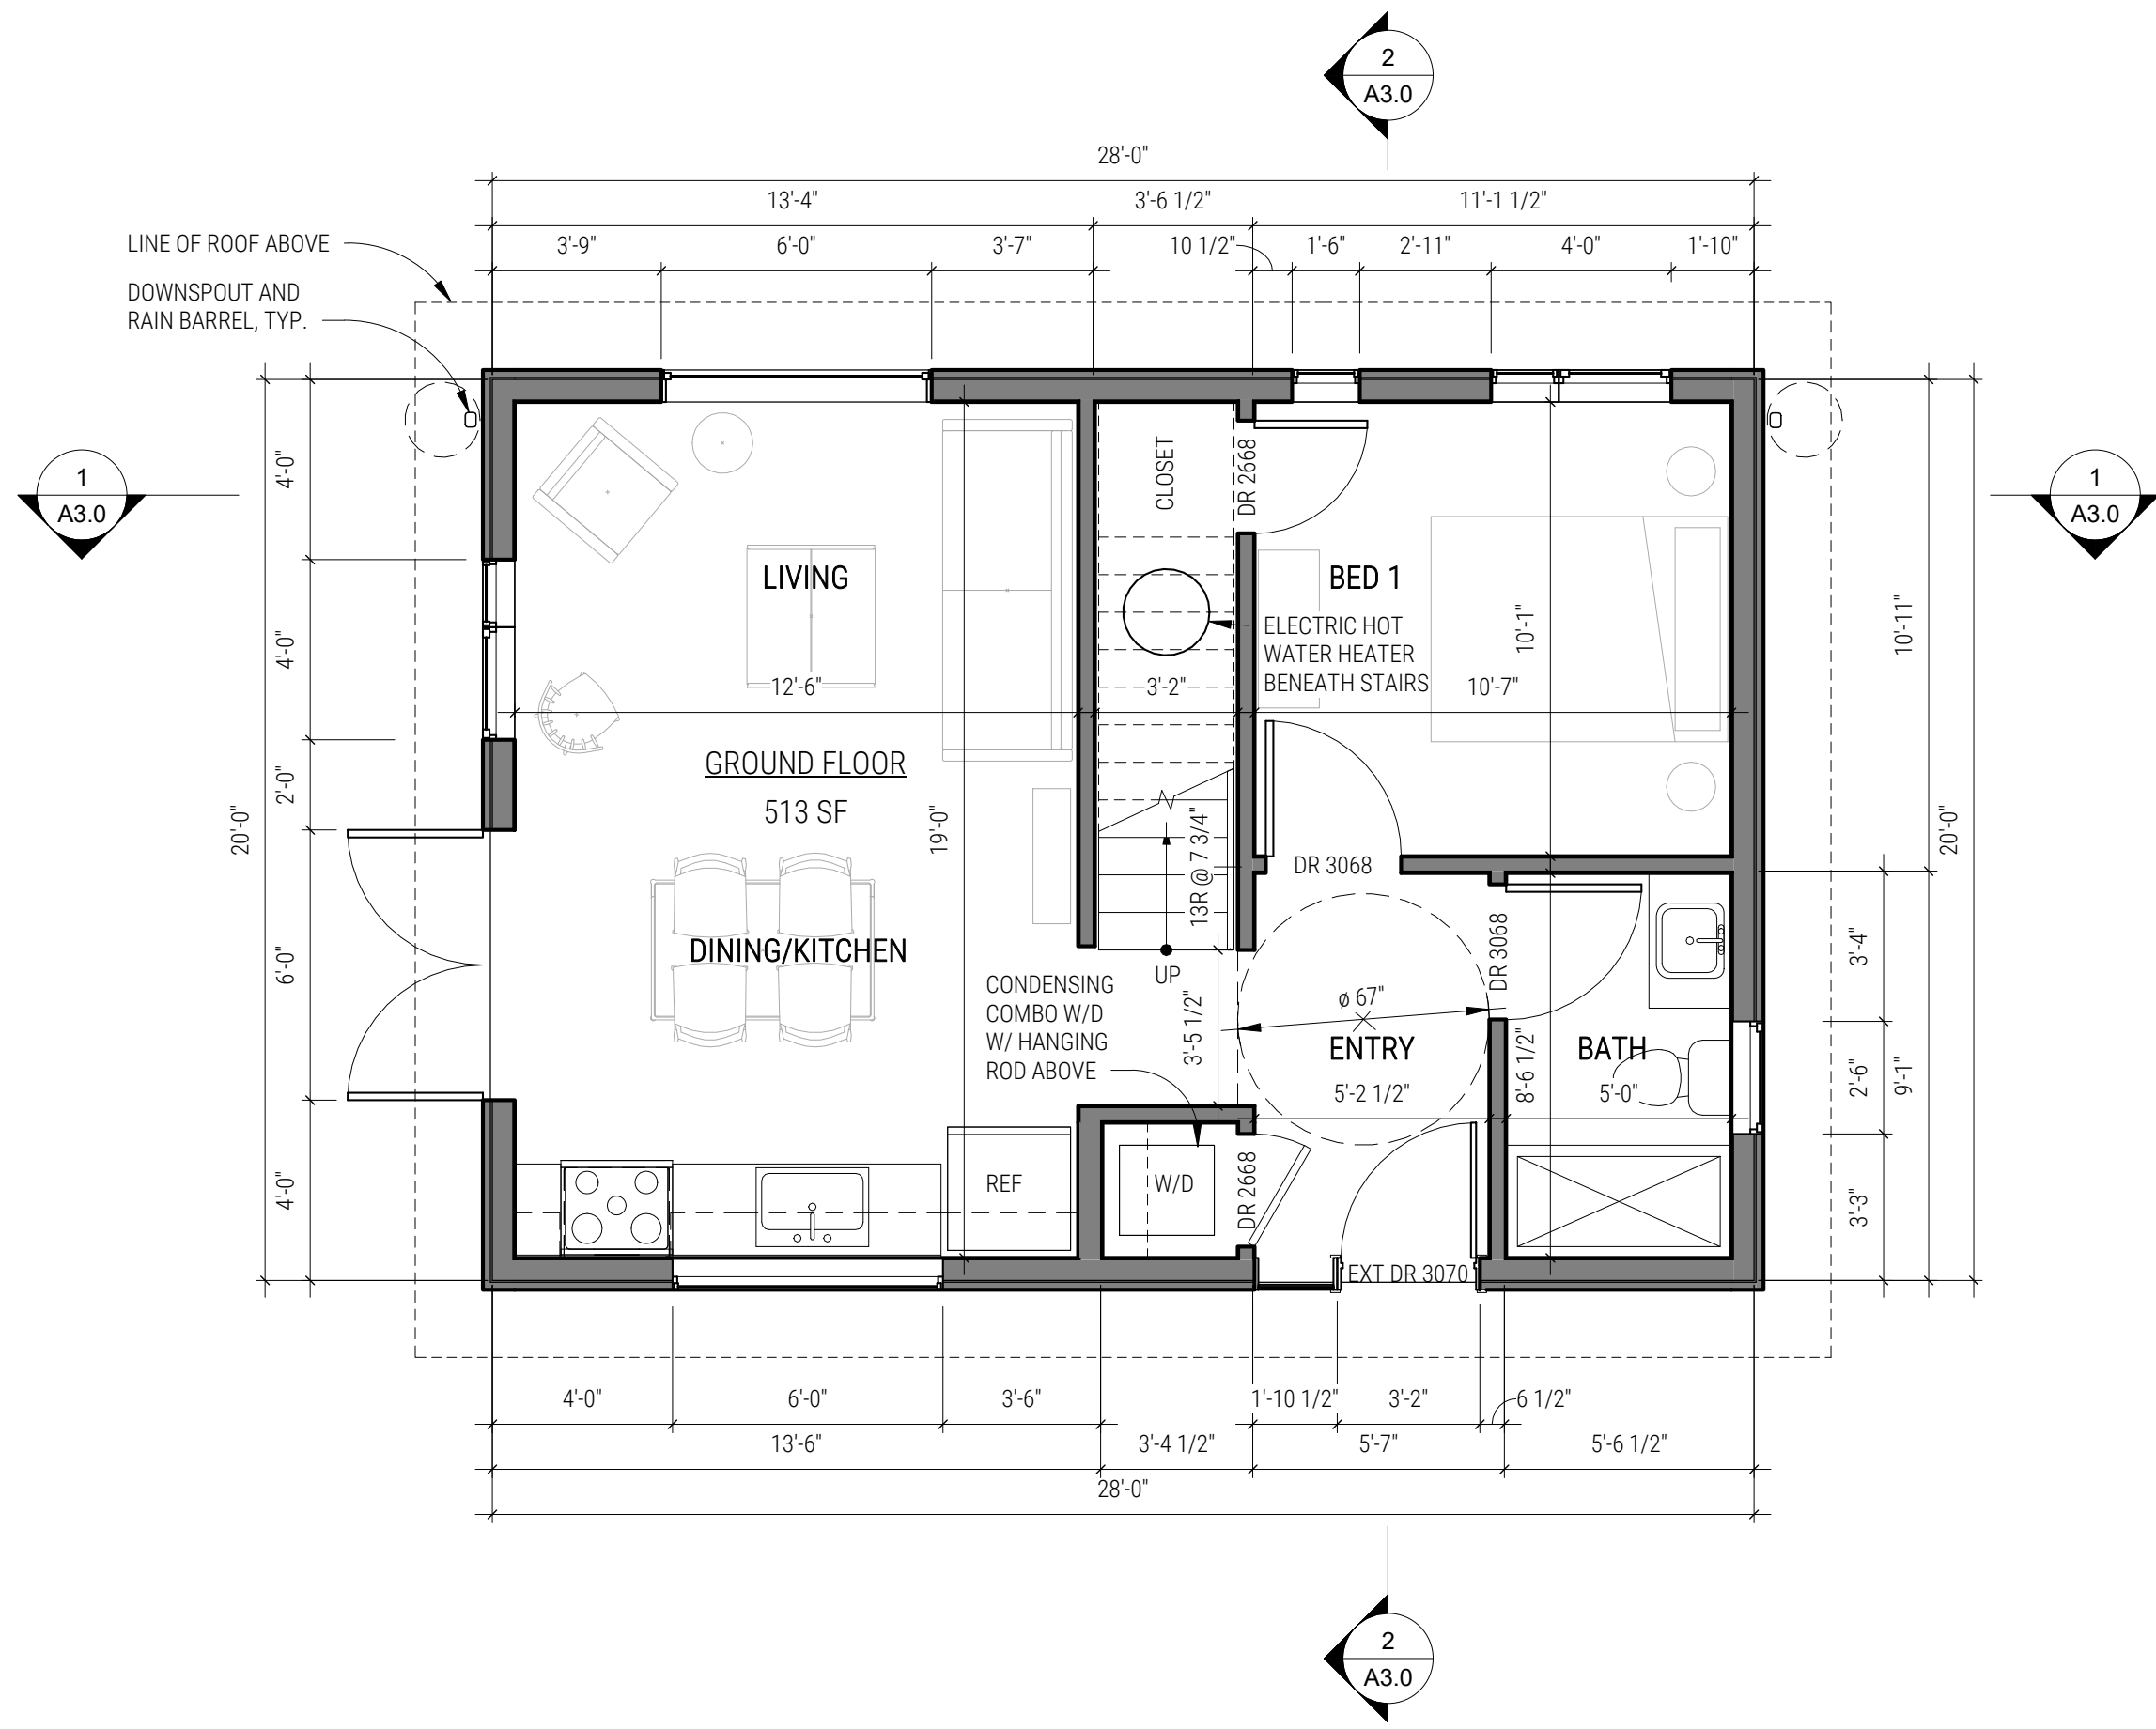 2
A3.0
28'-0"
13'-4"
3'-6 1/2"
11'-1 1/2"
3'-9"
6'-0"
3'-7"
10 1/2"
1'-6"
2'-11"
4'-0"
1'-10"
LINE OF ROOF ABOVE
DOWNSPOUT AND
RAIN BARREL, TYP.
1
A3.0
1
A3.0
20'-0"
4'-0"
4'-0"
2'-0"
6'-0"
4'-0"
CLOSET
DR 2668
LIVING
BED 1
ELECTRIC HOT
WATER HEATER
BENEATH STAIRS
10'-1"
12'-6"
3'-2"
10'-7"
GROUND FLOOR
513 SF
19'-0"
13R @ 7 3/4"
DR 3068
DINING/KITCHEN
UP
DR 3068
CONDENSING
COMBO W/D
W/ HANGING
ROD ABOVE
3'-5 1/2"
ø 67"
ENTRY
5'-2 1/2"
8'-6 1/2"
BATH
5'-0"
REF
W/D
DR 2668
EXT DR 3070
10'-11"
20'-0"
3'-4"
2'-6"
9'-1"
3'-3"
4'-0"
6'-0"
3'-6"
1'-10 1/2"
3'-2"
6 1/2"
13'-6"
3'-4 1/2"
5'-7"
5'-6 1/2"
28'-0"
2
A3.0